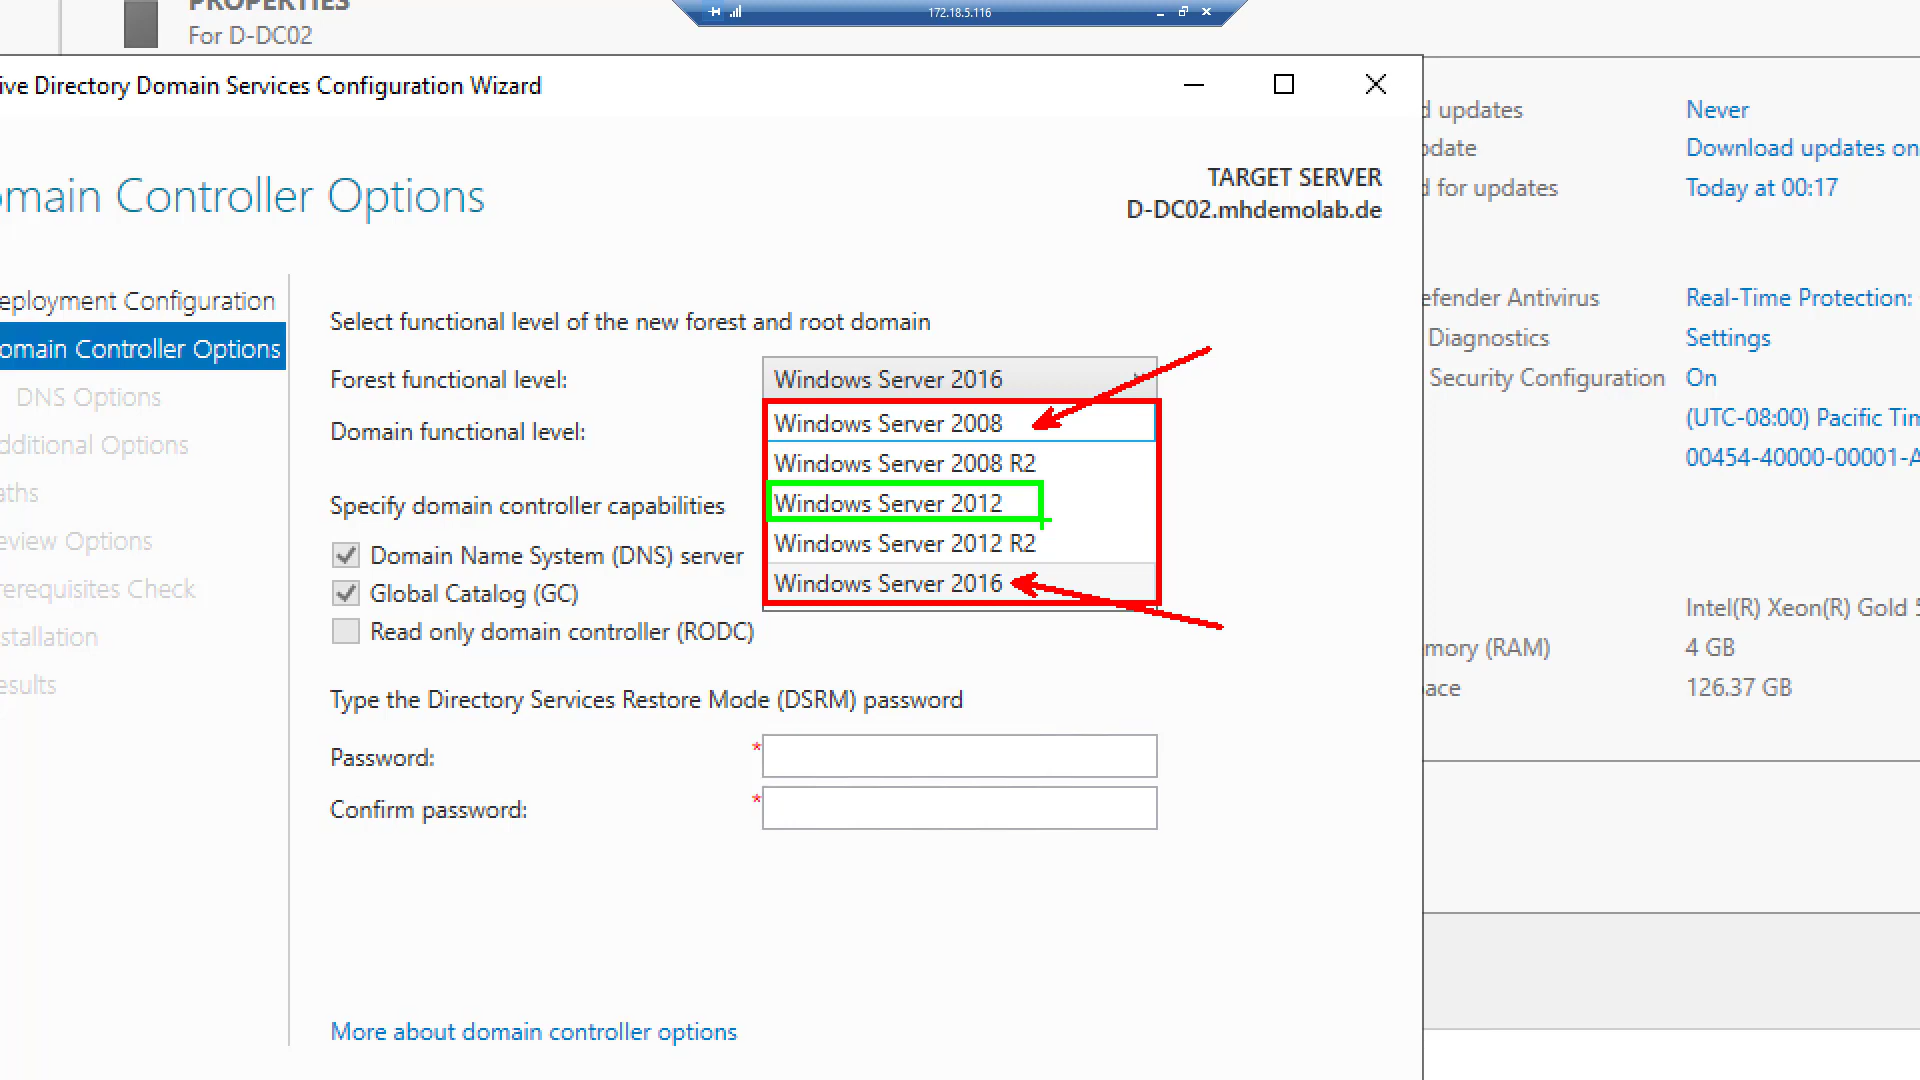 PROPERTIES
For D-DC02
172.18.5.116
ive Directory Domain Services Configuration Wizard
omain Controller Options
TARGET SERVER
D-DC02.mhdemolab.de
eployment Configuration
omain Controller Options
DNS Options
dditional Options
aths
eview Options
rerequisites Check
stallation
esults
Select functional level of the new forest and root domain
Forest functional level:
Windows Server 2016
Windows Server 2008
Domain functional level:
Windows Server 2008 R2
Windows Server 2012
Windows Server 2012 R2
Windows Server 2016
Specify domain controller capabilities
Domain Name System (DNS) server
Global Catalog (GC)
Read only domain controller (RODC)
Type the Directory Services Restore Mode (DSRM) password
Password: *
Confirm password: *
More about domain controller options
d updates Never
pdate Download updates on
d for updates Today at 00:17
efender Antivirus Real-Time Protection:
Diagnostics Settings
Security Configuration On
(UTC-08:00) Pacific Tim
00454-40000-00001-A
Intel(R) Xeon(R) Gold 5
mory (RAM) 4 GB
ace 126.37 GB